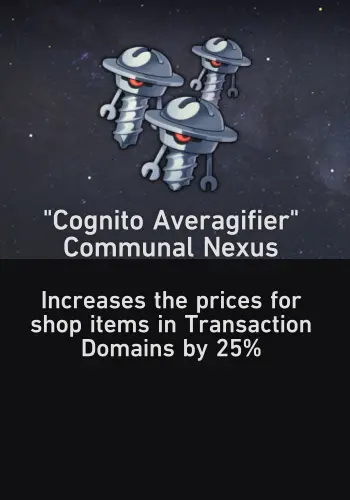 "Cognito Averagifier"
Communal Nexus
Increases the prices for
shop items in Transaction
Domains by 25%